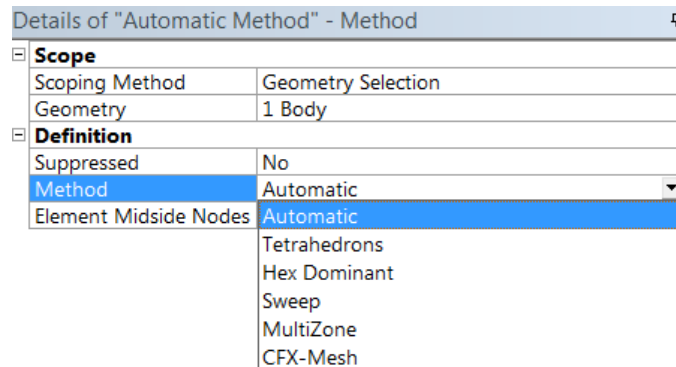 Details of "Automatic Method" - Method
Scope
Scoping Method Geometry Selection
Geometry 1 Body
Definition
Suppressed No
Method Automatic
Element Midside Nodes Automatic
Tetrahedrons
Hex Dominant
Sweep
MultiZone
CFX-Mesh